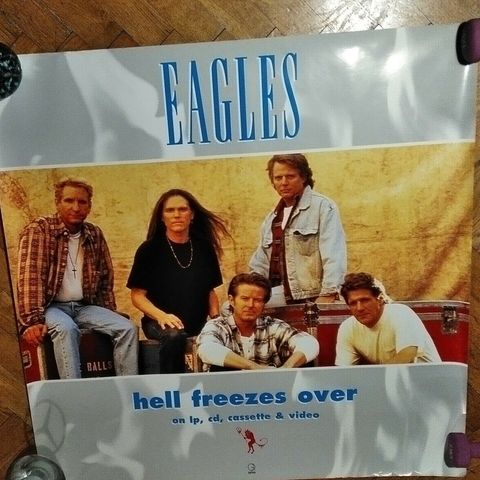 EAGLES
BALLS
hell freezes over
on lp, cd, cassette & video